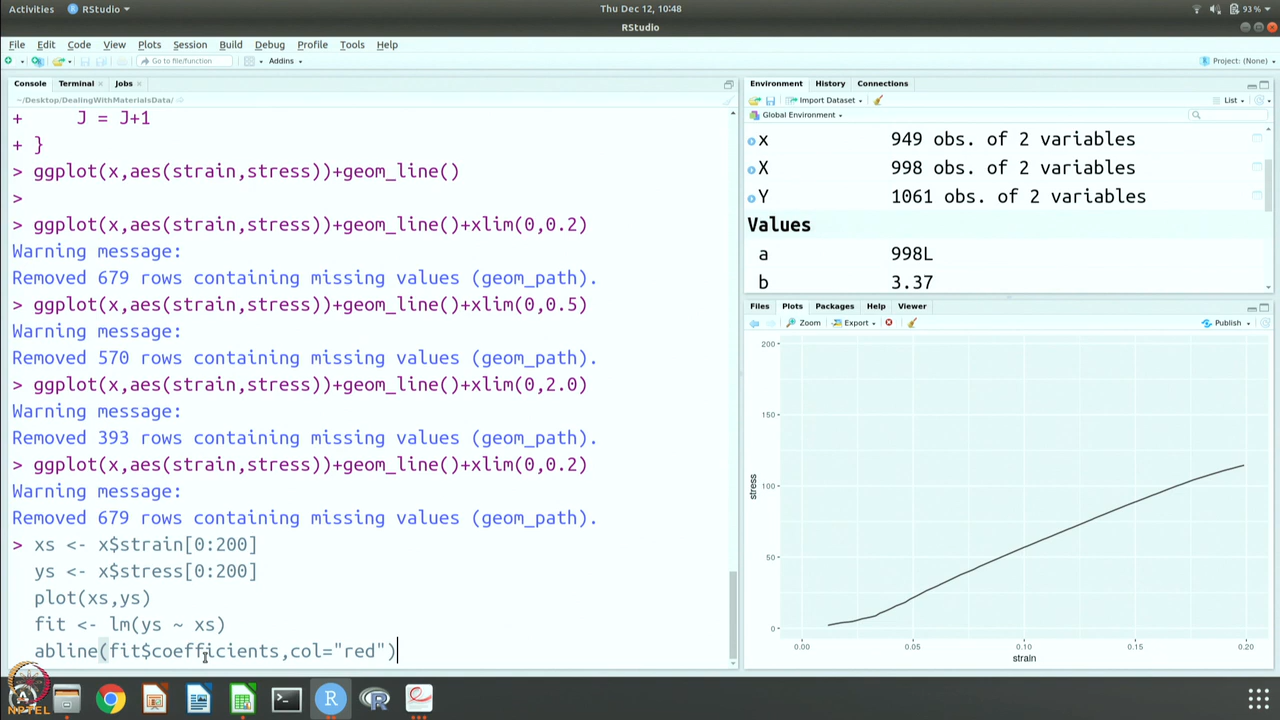 Activities RStudio Thu Dec 12, 10:48 93%
RStudio
File Edit Code View Plots Session Build Debug Profile Tools Help
Go to file/function Addins Project: (None)
Console Terminal Jobs
~/Desktop/DealingWithMaterialsData/
+ J = J+1
+ }
> ggplot(x,aes(strain,stress))+geom_line()
>
> ggplot(x,aes(strain,stress))+geom_line()+xlim(0,0.2)
Warning message:
Removed 679 rows containing missing values (geom_path).
> ggplot(x,aes(strain,stress))+geom_line()+xlim(0,0.5)
Warning message:
Removed 570 rows containing missing values (geom_path).
> ggplot(x,aes(strain,stress))+geom_line()+xlim(0,2.0)
Warning message:
Removed 393 rows containing missing values (geom_path).
> ggplot(x,aes(strain,stress))+geom_line()+xlim(0,0.2)
Warning message:
Removed 679 rows containing missing values (geom_path).
> xs <- x$strain[0:200]
ys <- x$stress[0:200]
plot(xs,ys)
fit <- lm(ys ~ xs)
abline(fit$coefficients,col="red")
Environment History Connections
Import Dataset List
Global Environment
x 949 obs. of 2 variables
X 998 obs. of 2 variables
Y 1061 obs. of 2 variables
Values
a 998L
b 3.37
Files Plots Packages Help Viewer
Zoom Export Publish
200
150
100
50
0
stress
0.00 0.05 0.10 0.15 0.20
strain
NPTEL